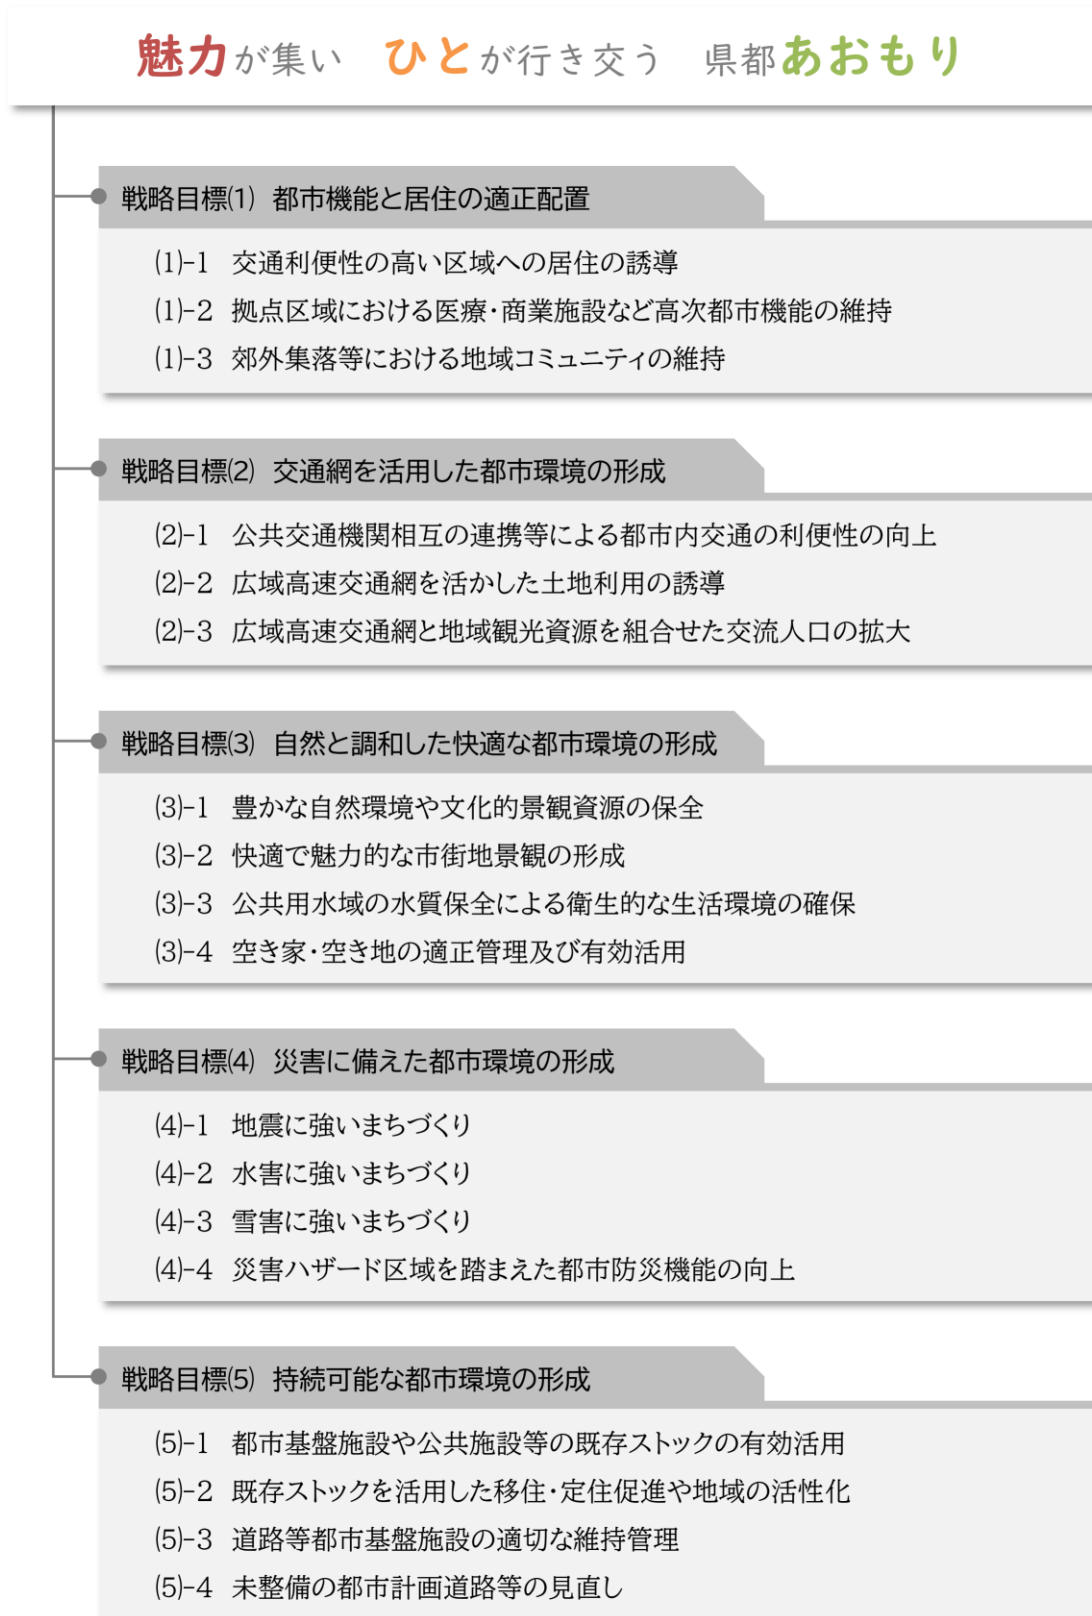 魅力が集い　ひとが行き交う　県都あおもり
戦略目標⑴　都市機能と居住の適正配置
⑴-1　交通利便性の高い区域への居住の誘導
⑴-2　拠点区域における医療・商業施設など高次都市機能の維持
⑴-3　郊外集落等における地域コミュニティの維持
戦略目標⑵　交通網を活用した都市環境の形成
⑵-1　公共交通機関相互の連携等による都市内交通の利便性の向上
⑵-2　広域高速交通網を活かした土地利用の誘導
⑵-3　広域高速交通網と地域観光資源を組合せた交流人口の拡大
戦略目標⑶　自然と調和した快適な都市環境の形成
⑶-1　豊かな自然環境や文化的景観資源の保全
⑶-2　快適で魅力的な市街地景観の形成
⑶-3　公共用水域の水質保全による衛生的な生活環境の確保
⑶-4　空き家・空き地の適正管理及び有効活用
戦略目標⑷　災害に備えた都市環境の形成
⑷-1　地震に強いまちづくり
⑷-2　水害に強いまちづくり
⑷-3　雪害に強いまちづくり
⑷-4　災害ハザード区域を踏まえた都市防災機能の向上
戦略目標⑸　持続可能な都市環境の形成
⑸-1　都市基盤施設や公共施設等の既存ストックの有効活用
⑸-2　既存ストックを活用した移住・定住促進や地域の活性化
⑸-3　道路等都市基盤施設の適切な維持管理
⑸-4　未整備の都市計画道路等の見直し